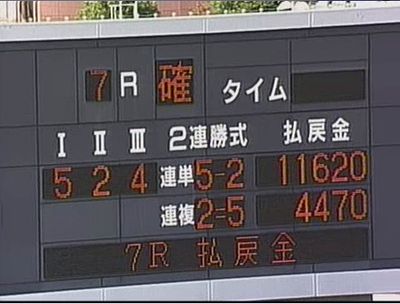 7R 確 タイム
Ⅰ Ⅱ Ⅲ 2連勝式 払戻金
5 2 4 連単 5-2 11620
連複 2=5 4470
7R 払戻金